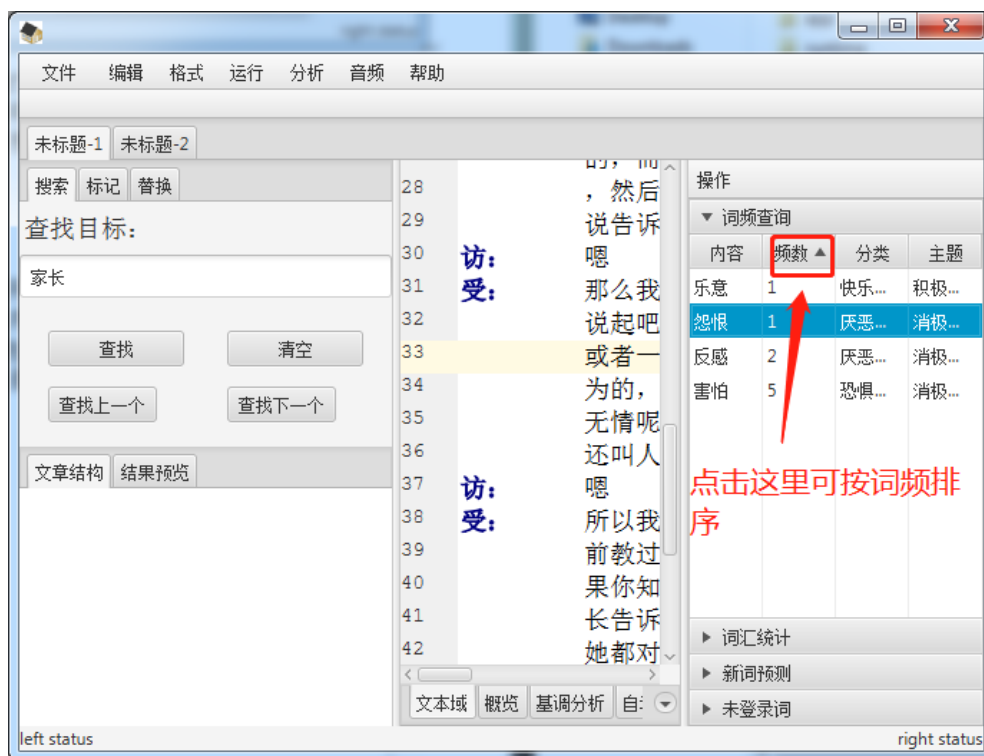 文件 编辑 格式 运行 分析 音频 帮助
未标题-1 未标题-2
搜索 标记 替换
查找目标：
家长
查找 清空
查找上一个 查找下一个
文章结构 结果预览
28 ，然后
29 说告诉
30 访： 嗯
31 受： 那么我
32 说起吧
33 或者一
34 为的，
35 无情呢
36 还叫人
37 访： 嗯
38 受： 所以我
39 前教过
40 果你知
41 长告诉
42 她都对
文本域 概览 基调分析
操作
▼ 词频查询
内容 频数 ▲ 分类 主题
乐意 1 快乐... 积极...
怨恨 1 厌恶... 消极...
反感 2 厌恶... 消极...
害怕 5 恐惧... 消极...
点击这里可按词频排
序
▶ 词汇统计
▶ 新词预测
▶ 未登录词
left status right status